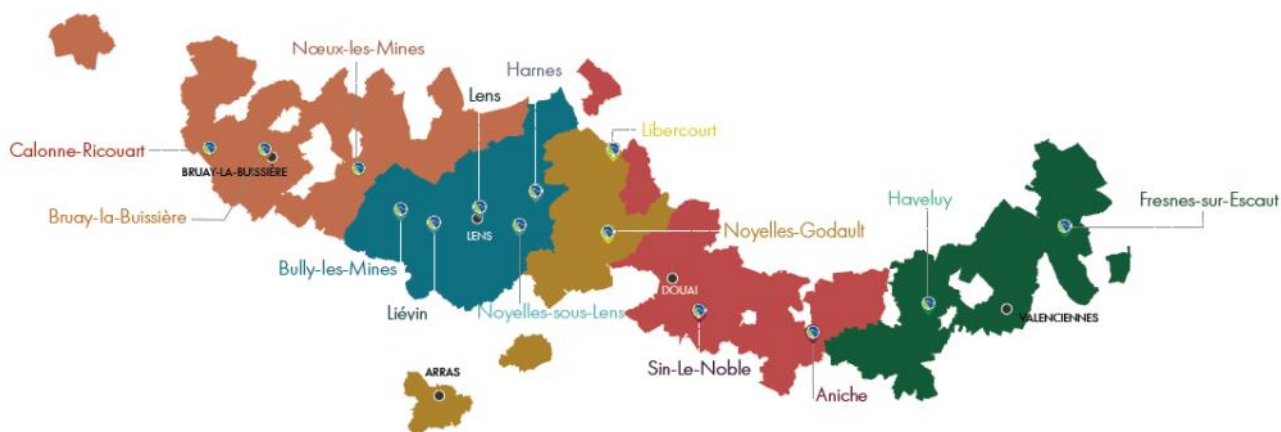 Nœux-les-Mines
Harnes
Lens
Libercourt
Calonne-Ricouart
BRUAY-LA-BUISSIÈRE
Bruay-la-Buissière
Haveluy
Fresnes-sur-Escaut
LENS
Noyelles-Godault
Bully-les-Mines
DOUAI
Liévin
Noyelles-sous-Lens
VALENCIENNES
Sin-Le-Noble
ARRAS
Aniche